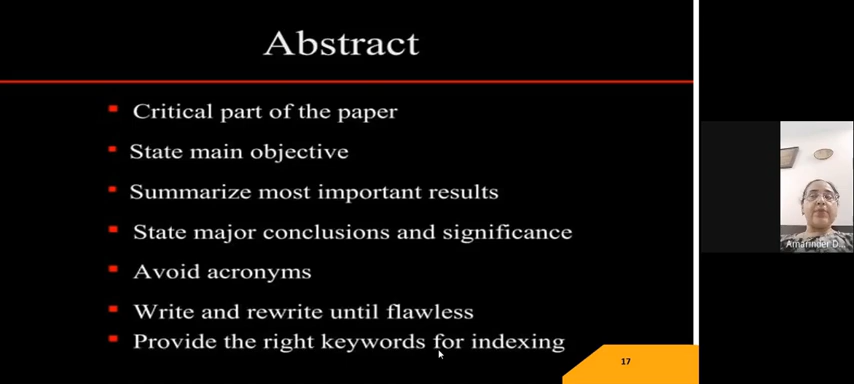 Abstract
Critical part of the paper
State main objective
Summarize most important results
State major conclusions and significance
Avoid acronyms
Write and rewrite until flawless
Provide the right keywords for indexing
17
Amarinder D...